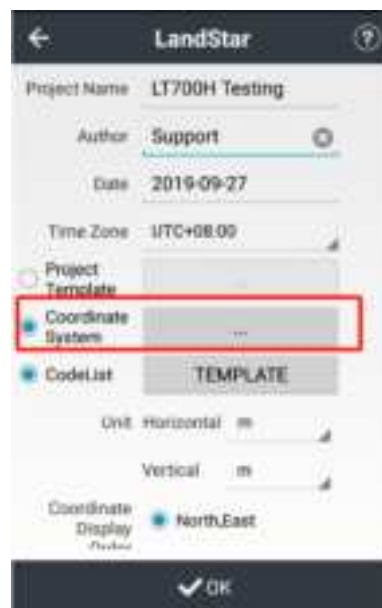 LandStar ?
Project Name LT700H Testing
Author Support
Date 2019-09-27
Time Zone UTC+08:00
Project
Template
Coordinate
System ...
CodeList TEMPLATE
Unit Horizontal m
Vertical m
Coordinate
Display North,East
Order
OK